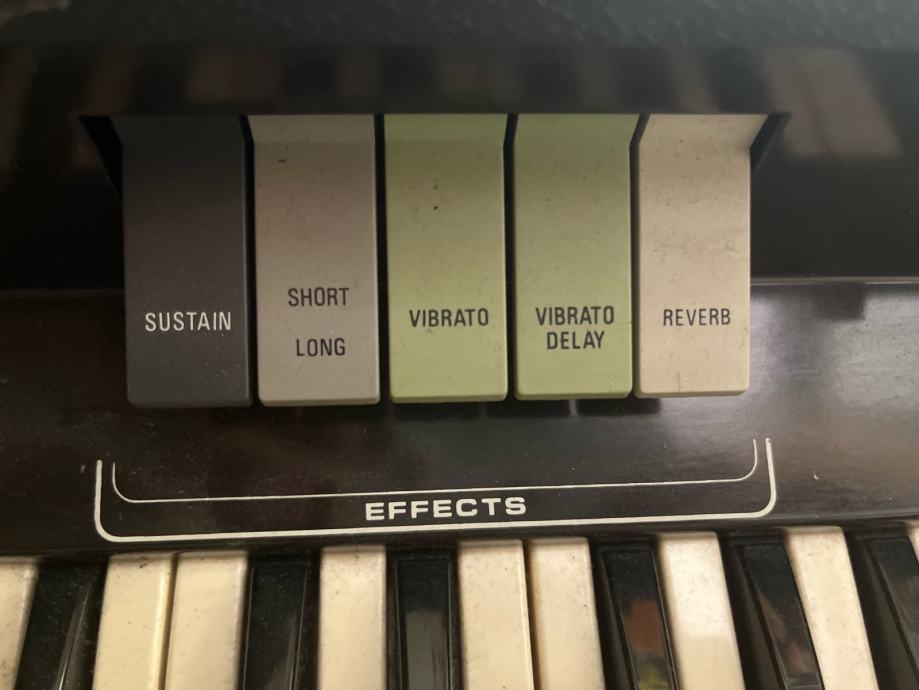 SUSTAIN
SHORT
LONG
VIBRATO
VIBRATO
DELAY
REVERB
EFFECTS